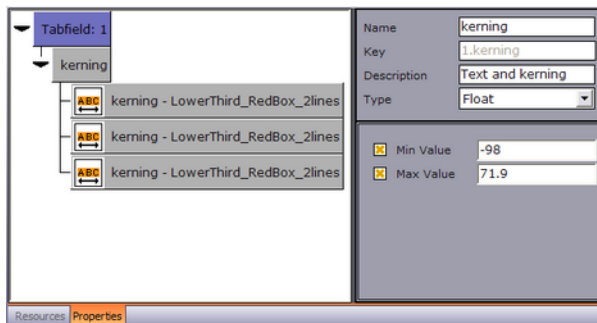 Tabfield: 1
kerning
ABC kerning - LowerThird_RedBox_2lines
ABC kerning - LowerThird_RedBox_2lines
ABC kerning - LowerThird_RedBox_2lines
Name kerning
Key 1.kerning
Description Text and kerning
Type Float
Min Value -98
Max Value 71.9
Resources Properties